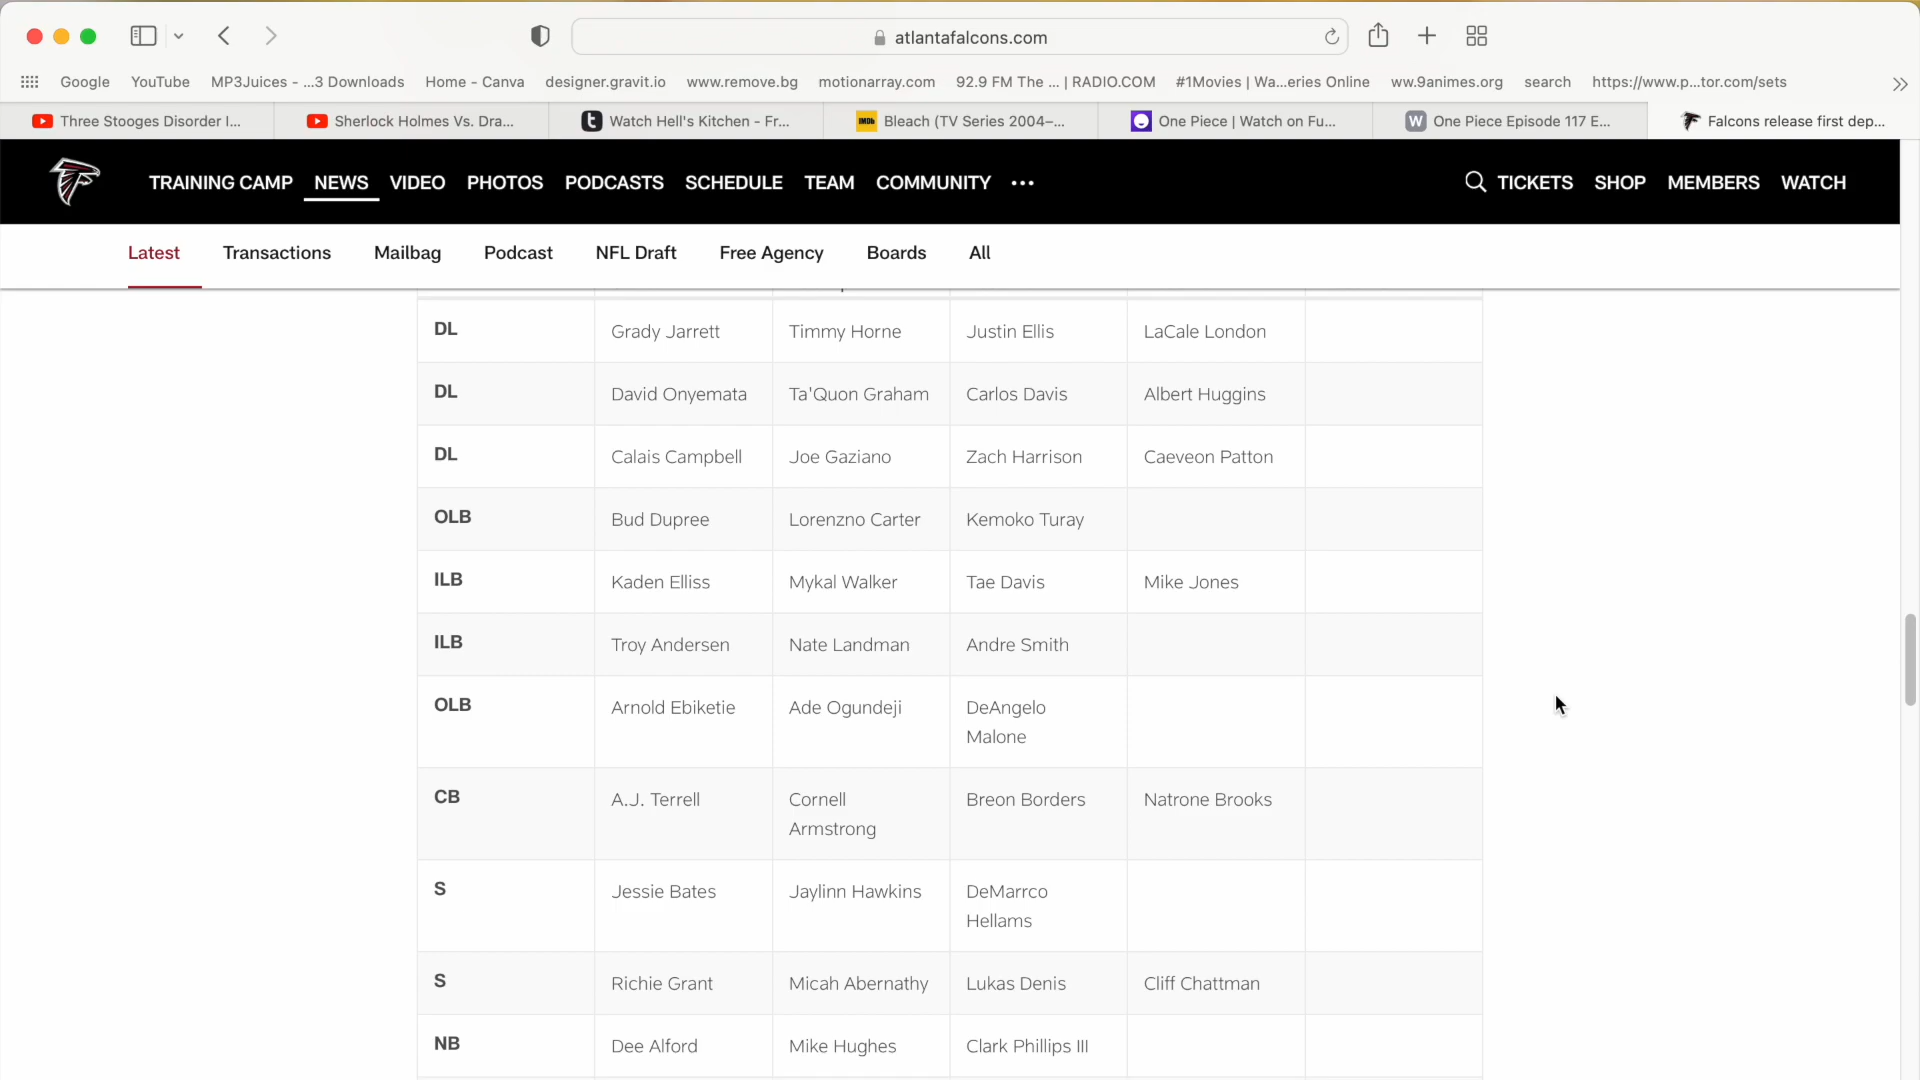 atlantafalcons.com
Google YouTube MP3Juices - ...3 Downloads Home - Canva designer.gravit.io www.remove.bg motionarray.com 92.9 FM The ... | RADIO.COM #1Movies | Wa...eries Online ww.9animes.org search https://www.p...tor.com/sets
Three Stooges Disorder I... Sherlock Holmes Vs. Dra... Watch Hell's Kitchen - Fr... IMDb Bleach (TV Series 2004–... One Piece | Watch on Fu... W One Piece Episode 117 E... Falcons release first dep...
TRAINING CAMP NEWS VIDEO PHOTOS PODCASTS SCHEDULE TEAM COMMUNITY ••• TICKETS SHOP MEMBERS WATCH
Latest Transactions Mailbag Podcast NFL Draft Free Agency Boards All
DL Grady Jarrett Timmy Horne Justin Ellis LaCale London
DL David Onyemata Ta'Quon Graham Carlos Davis Albert Huggins
DL Calais Campbell Joe Gaziano Zach Harrison Caeveon Patton
OLB Bud Dupree Lorenzno Carter Kemoko Turay
ILB Kaden Elliss Mykal Walker Tae Davis Mike Jones
ILB Troy Andersen Nate Landman Andre Smith
OLB Arnold Ebiketie Ade Ogundeji DeAngelo
Malone
CB A.J. Terrell Cornell Breon Borders Natrone Brooks
Armstrong
S Jessie Bates Jaylinn Hawkins DeMarrco
Hellams
S Richie Grant Micah Abernathy Lukas Denis Cliff Chattman
NB Dee Alford Mike Hughes Clark Phillips III